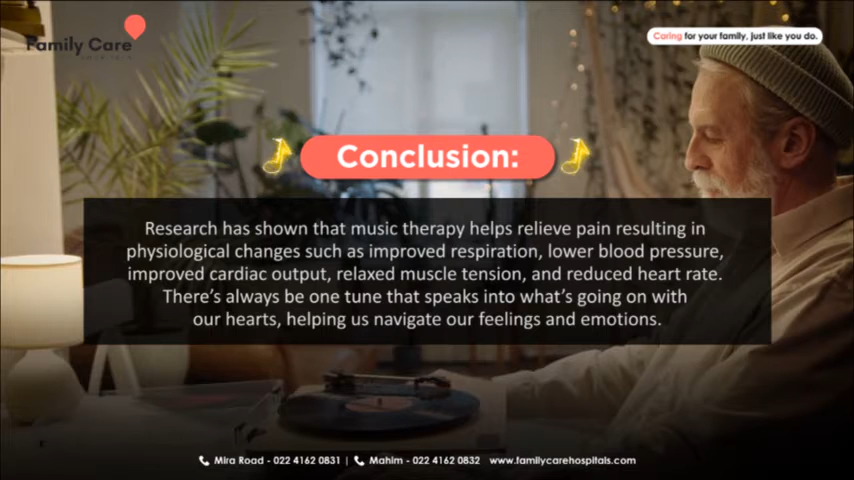 Family Care
Caring for your family, just like you do.
Conclusion:
Research has shown that music therapy helps relieve pain resulting in
physiological changes such as improved respiration, lower blood pressure,
improved cardiac output, relaxed muscle tension, and reduced heart rate.
There's always be one tune that speaks into what's going on with
our hearts, helping us navigate our feelings and emotions.
Mira Road - 022 4162 0831 | Mahim - 022 4162 0832 www.familycarehospitals.com